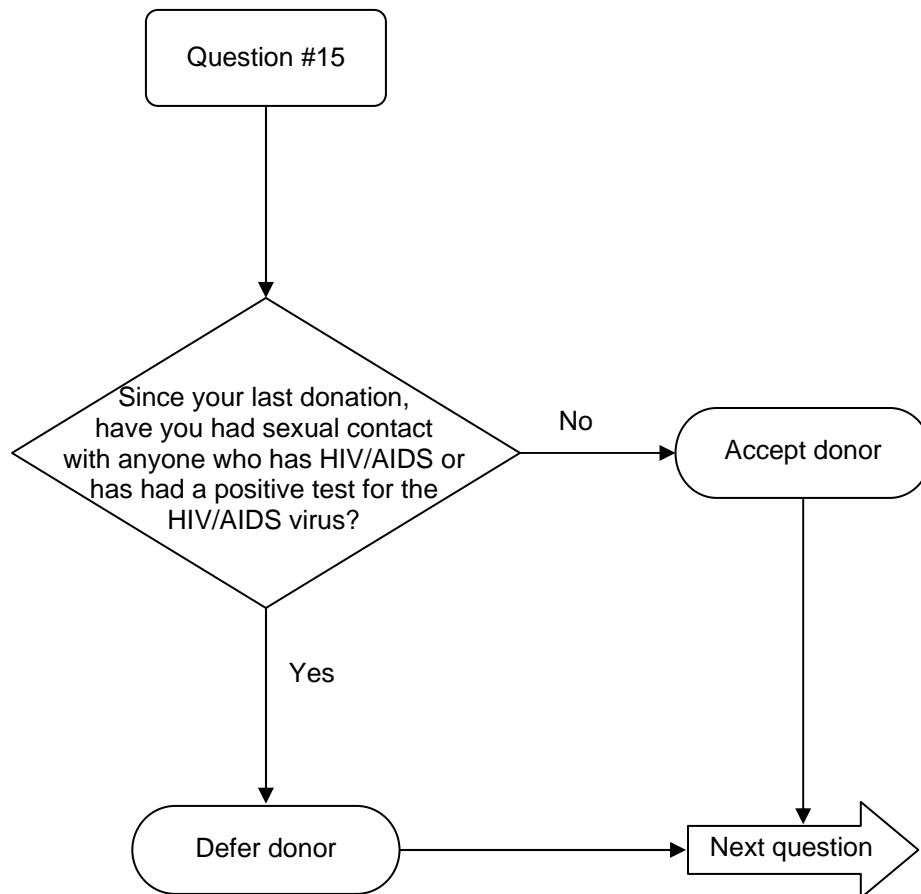 Question #15
Since your last donation,
have you had sexual contact
with anyone who has HIV/AIDS or
has had a positive test for the
HIV/AIDS virus?
No
Accept donor
Yes
Defer donor
Next question